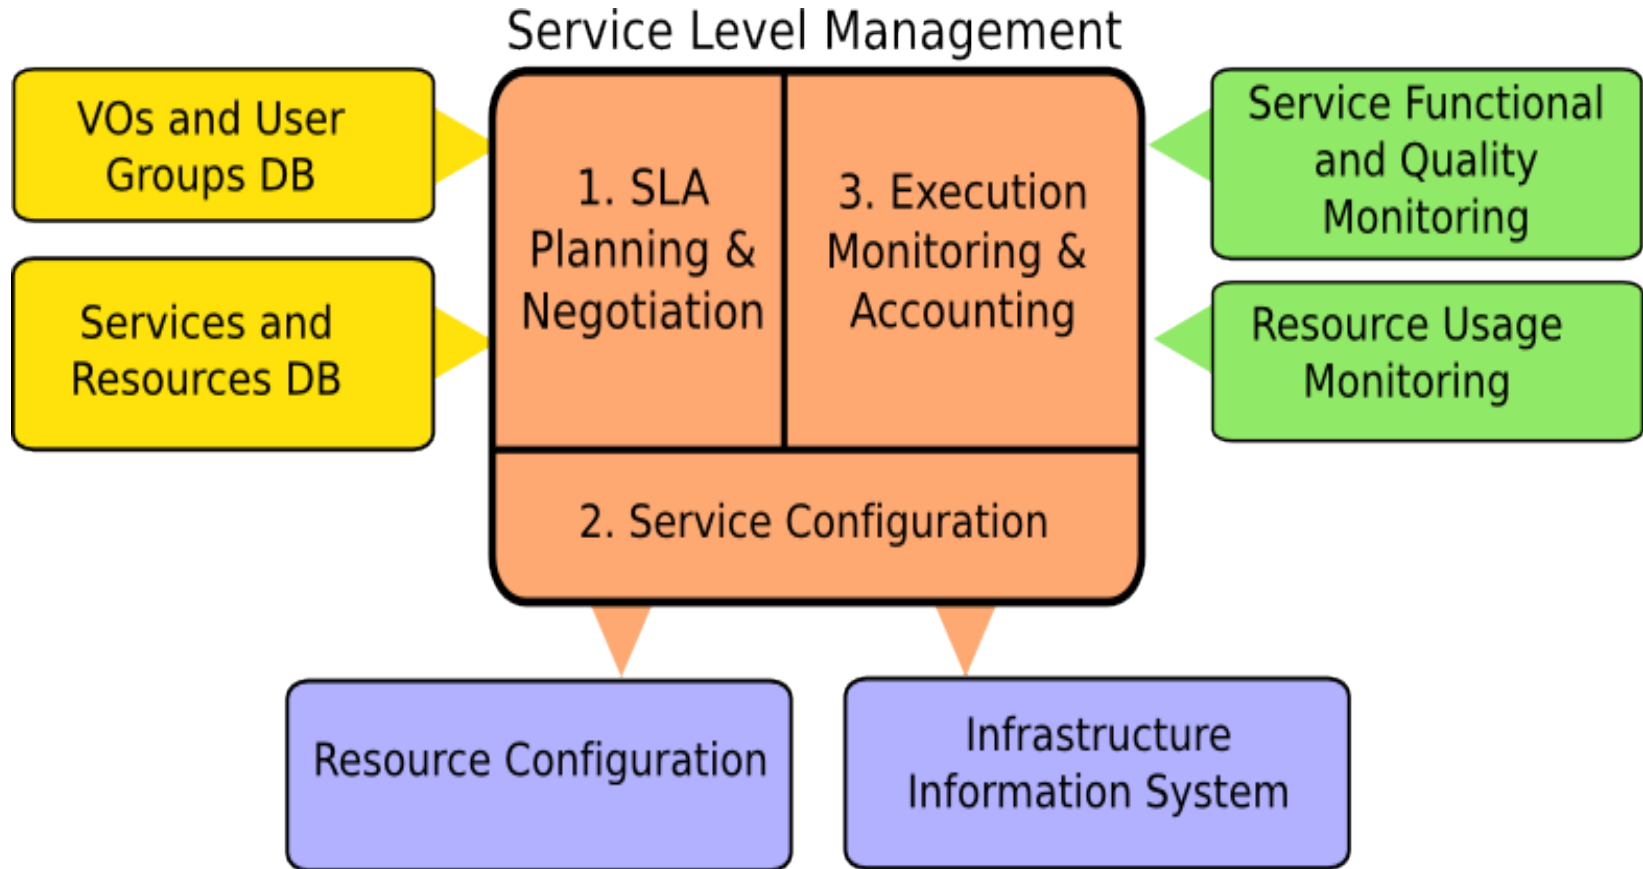 Service Level Management
VOs and User
Groups DB
Services and
Resources DB
1. SLA
Planning &
Negotiation
3. Execution
Monitoring &
Accounting
2. Service Configuration
Service Functional
and Quality
Monitoring
Resource Usage
Monitoring
Resource Configuration
Infrastructure
Information System